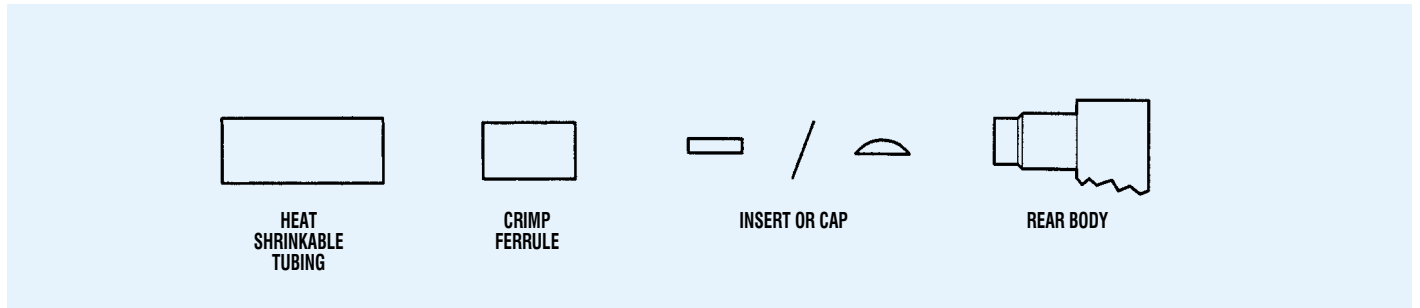 HEAT
SHRINKABLE
TUBING
CRIMP
FERRULE
INSERT OR CAP
REAR BODY